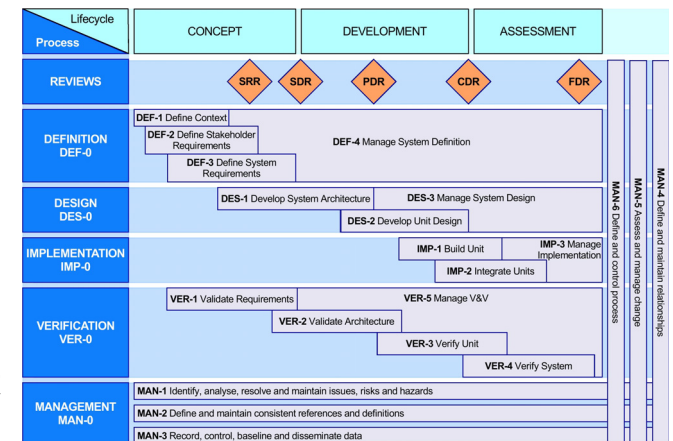 Lifecycle
Process
CONCEPT
DEVELOPMENT
ASSESSMENT
REVIEWS
SRR
SDR
PDR
CDR
FDR
DEFINITION
DEF-0
DEF-1 Define Context
DEF-2 Define Stakeholder
Requirements
DEF-3 Define System
Requirements
DEF-4 Manage System Definition
DESIGN
DES-0
DES-1 Develop System Architecture
DES-3 Manage System Design
DES-2 Develop Unit Design
IMPLEMENTATION
IMP-0
IMP-1 Build Unit
IMP-3 Manage
Implementation
IMP-2 Integrate Units
VERIFICATION
VER-0
VER-1 Validate Requirements
VER-5 Manage V&V
VER-2 Validate Architecture
VER-3 Verify Unit
VER-4 Verify System
MANAGEMENT
MAN-0
MAN-1 Identify, analyse, resolve and maintain issues, risks and hazards
MAN-2 Define and maintain consistent references and definitions
MAN-3 Record, control, baseline and disseminate data
MAN-6 Define and control process
MAN-5 Assess and manage change
MAN-4 Define and maintain relationships